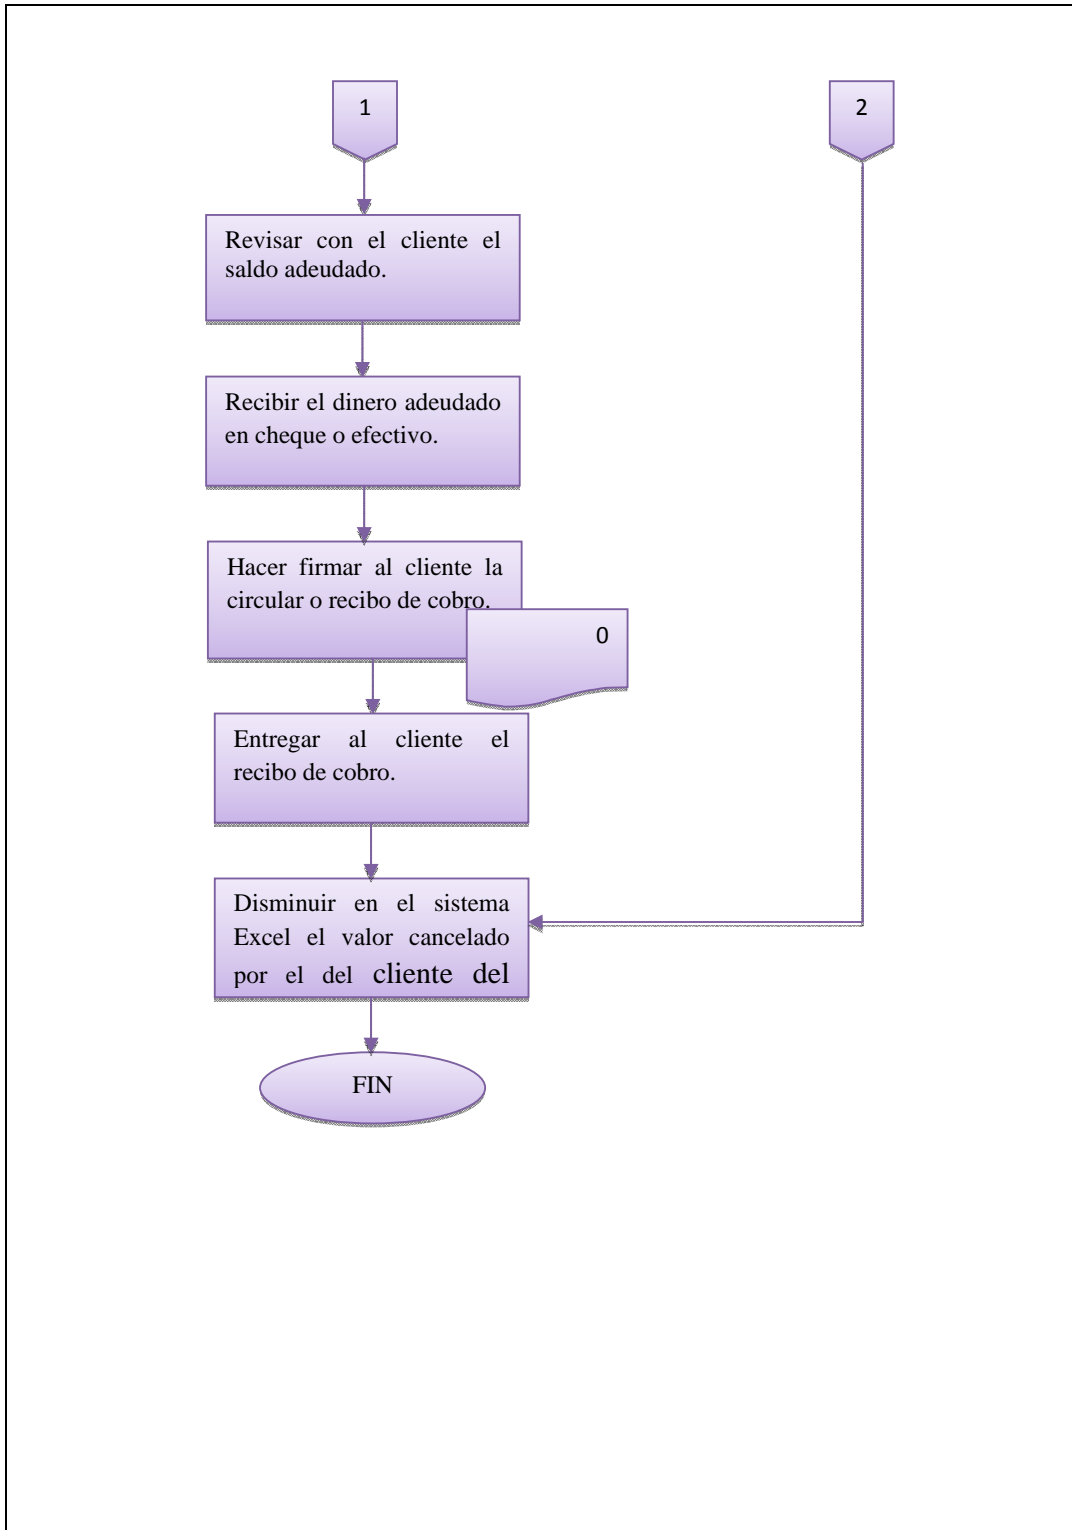 1
2
Revisar con el cliente el
saldo adeudado.
Recibir el dinero adeudado
en cheque o efectivo.
Hacer firmar al cliente la
circular o recibo de cobro.
0
Entregar al cliente el
recibo de cobro.
Disminuir en el sistema
Excel el valor cancelado
por el del cliente del
FIN